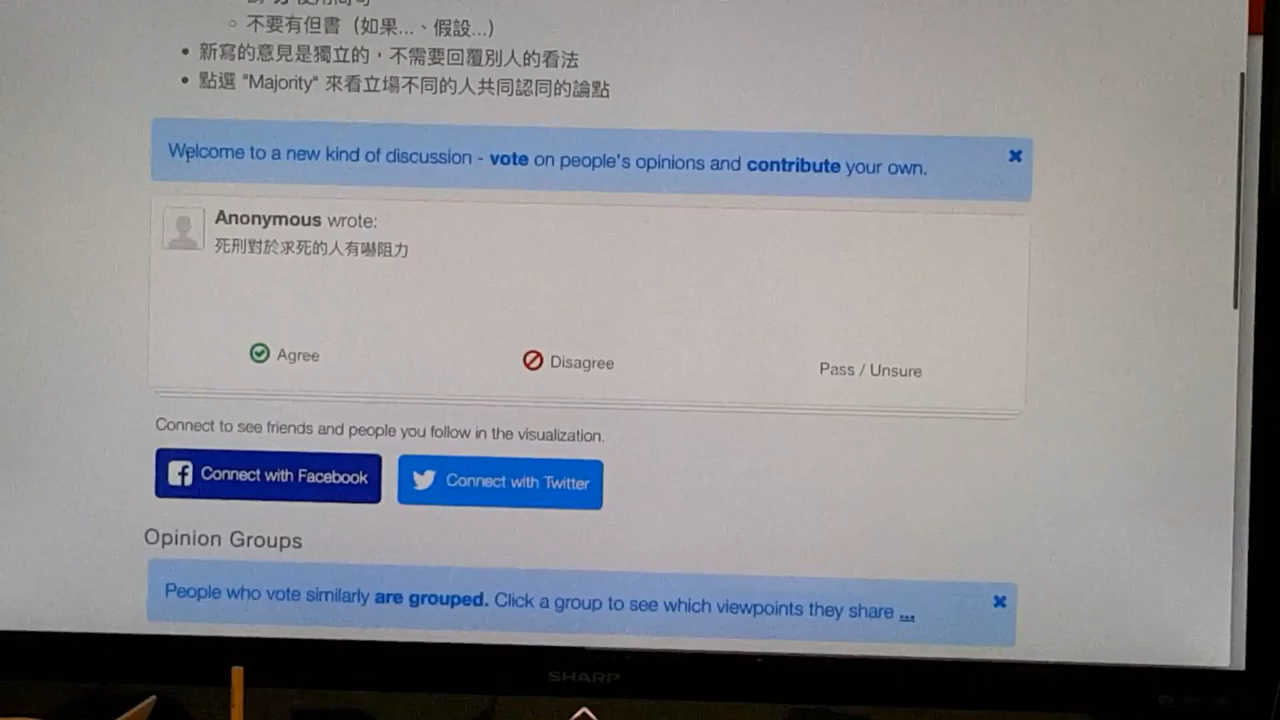 不要有但書（如果...、假設...）
新寫的意見是獨立的，不需要回覆別人的看法
點選 "Majority" 來看立場不同的人共同認同的論點
Welcome to a new kind of discussion - vote on people's opinions and contribute your own.
Anonymous wrote:
死刑對於求死的人有嚇阻力
Agree
Disagree
Pass / Unsure
Connect to see friends and people you follow in the visualization.
Connect with Facebook
Connect with Twitter
Opinion Groups
People who vote similarly are grouped. Click a group to see which viewpoints they share ...
SHARP